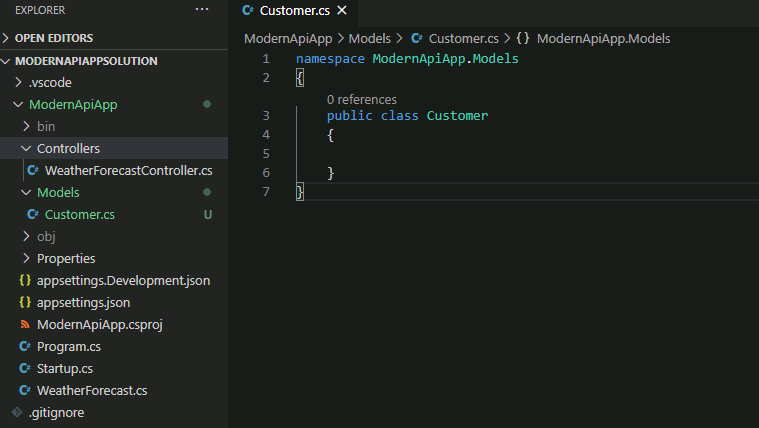 EXPLORER ...
OPEN EDITORS
MODERNAPIAPPSOLUTION
.vscode
ModernApiApp
bin
Controllers
C# WeatherForecastController.cs
Models
C# Customer.cs U
obj
Properties
{} appsettings.Development.json
{} appsettings.json
ModernApiApp.csproj
C# Program.cs
C# Startup.cs
C# WeatherForecast.cs
.gitignore
C# Customer.cs ×
ModernApiApp > Models > C# Customer.cs > {} ModernApiApp.Models
1 namespace ModernApiApp.Models
2 {
0 references
3 public class Customer
4 {
5
6 }
7 }